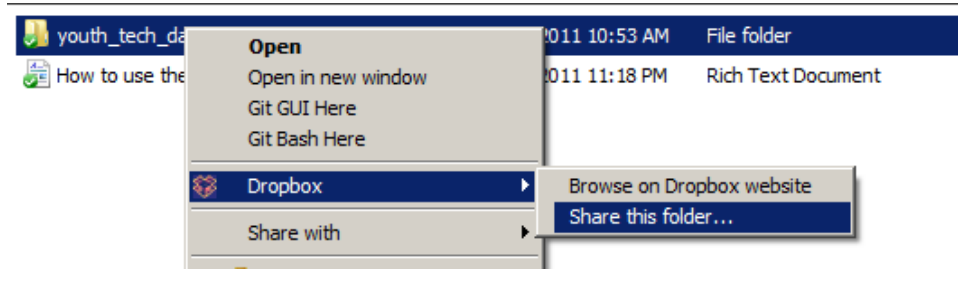 youth_tech_da
Open
2011 10:53 AM File folder
How to use the
Open in new window
2011 11:18 PM Rich Text Document
Git GUI Here
Git Bash Here
Dropbox
Browse on Dropbox website
Share this folder...
Share with